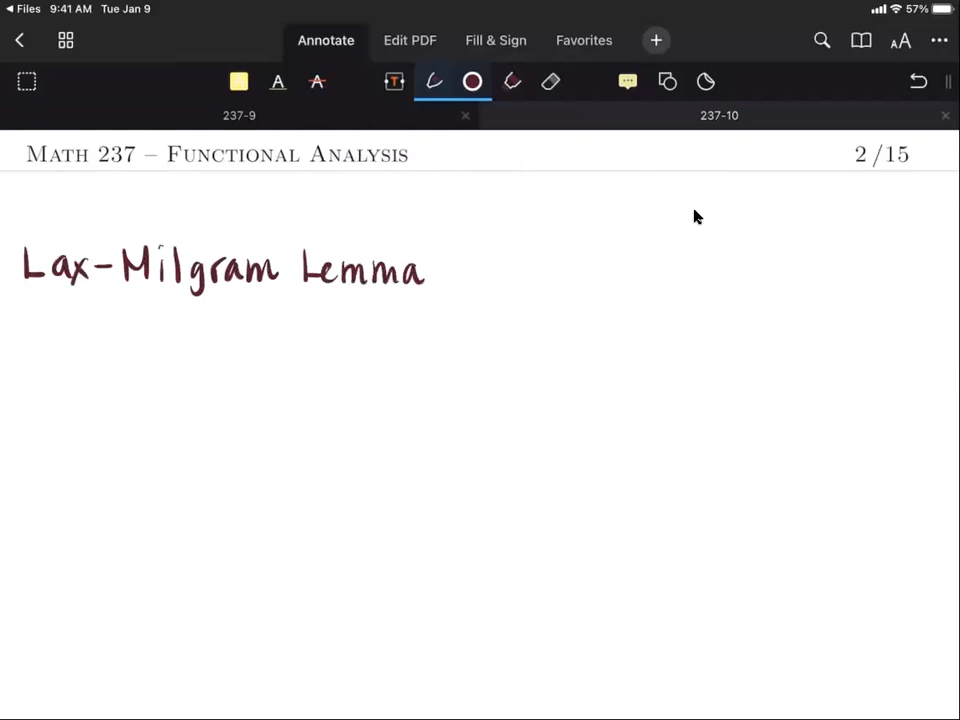 Files 9:41 AM Tue Jan 9 57%
Annotate Edit PDF Fill & Sign Favorites
237-9 237-10
MATH 237 – FUNCTIONAL ANALYSIS 2/15
Lax-Milgram Lemma